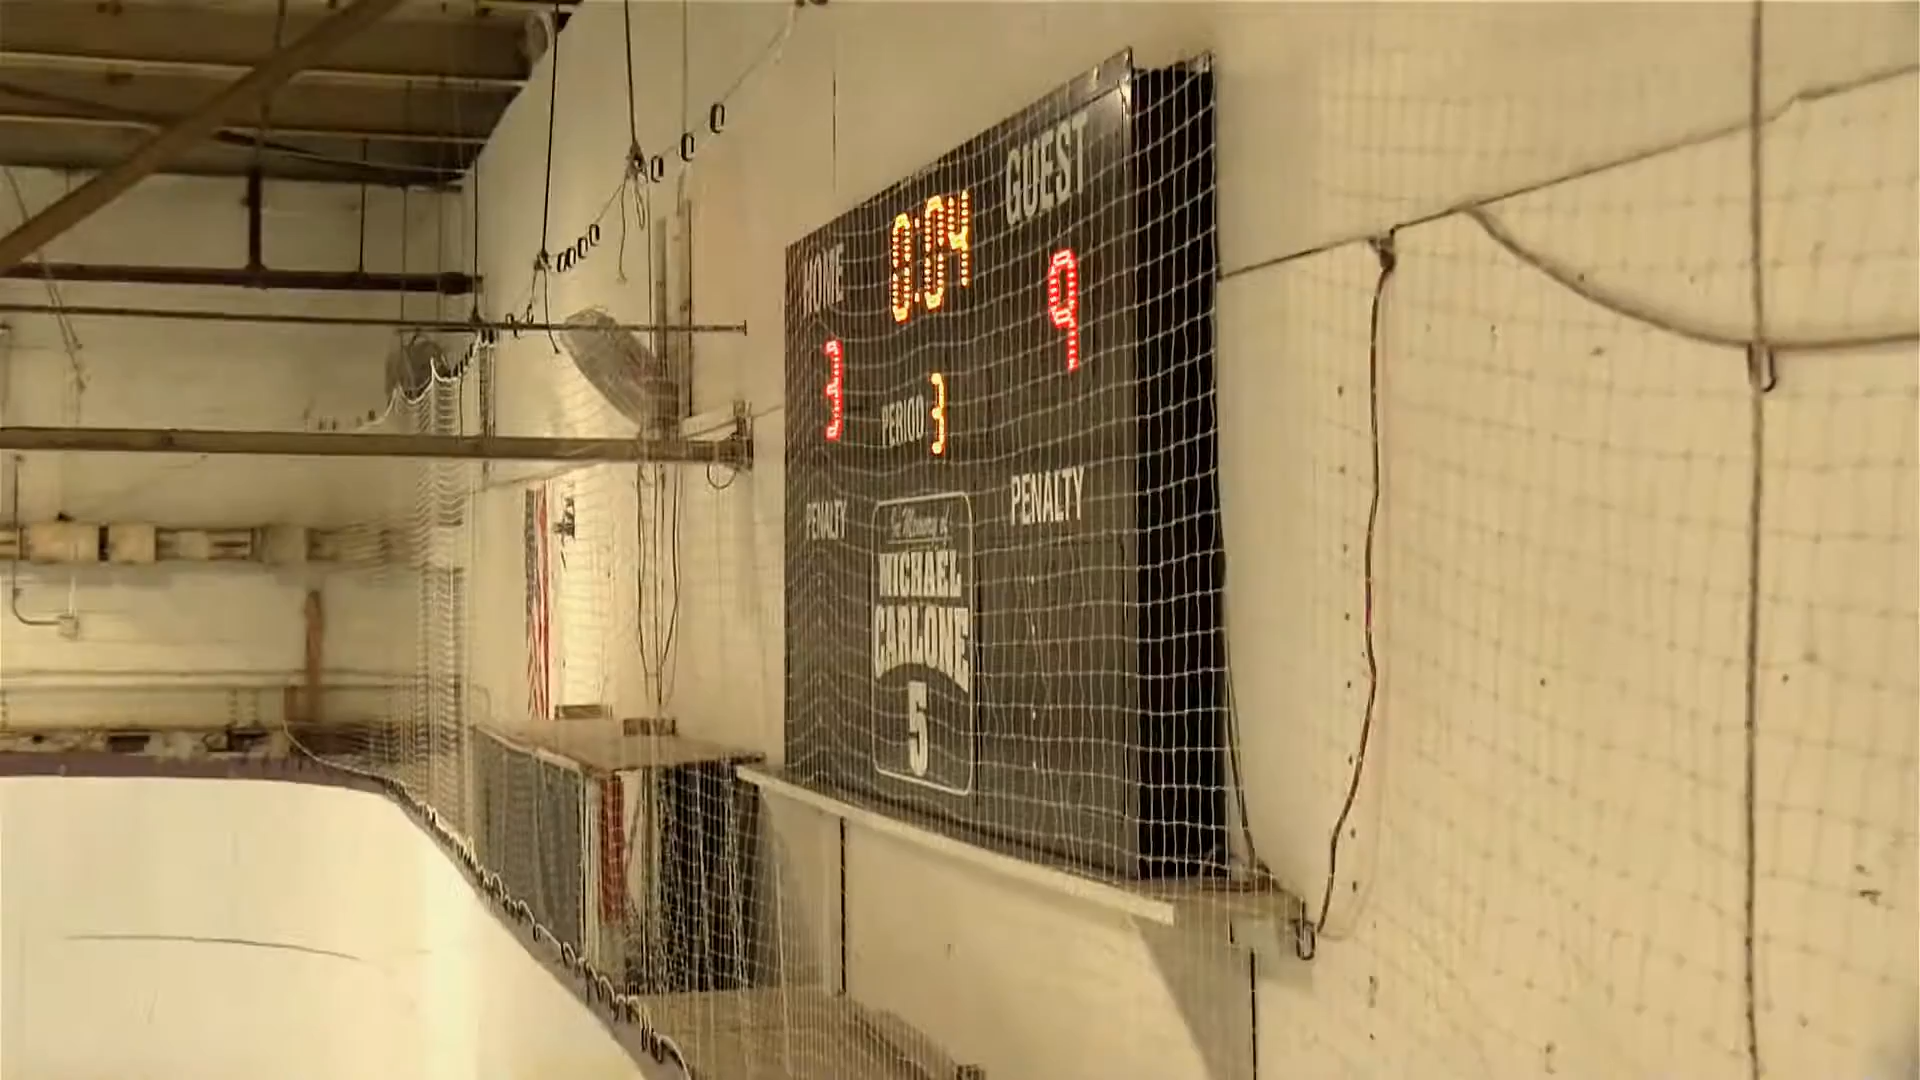 GUEST
HOME
0:04
9
3
PERIOD 3
PENALTY
PENALTY
In Memory of
MICHAEL
CARLONE
5